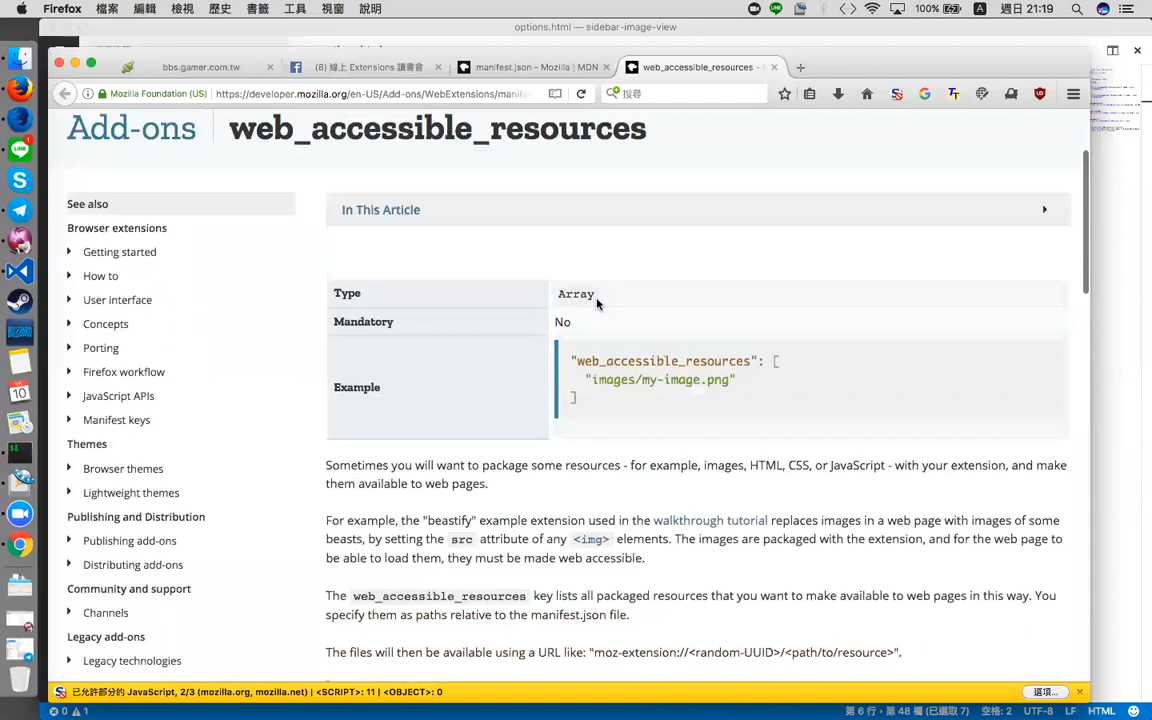 Firefox 檔案 編輯 檢視 歷史 書籤 工具 視窗 說明 100% A 週日 21:19
options.html — sidebar-image-view
bbs.gamer.com.tw (8) 線上 Extensions 讀書會 manifest.json - Mozilla | MDN web_accessible_resources -
Mozilla Foundation (US) https://developer.mozilla.org/en-US/Add-ons/WebExtensions/manif 搜尋
Add-ons web_accessible_resources
See also
In This Article
Browser extensions
Getting started
How to
User interface
Concepts
Porting
Firefox workflow
JavaScript APIs
Manifest keys
Themes
Browser themes
Lightweight themes
Publishing and Distribution
Publishing add-ons
Distributing add-ons
Community and support
Channels
Legacy add-ons
Legacy technologies
Type Array
Mandatory No
Example
"web_accessible_resources": [
"images/my-image.png"
]
Sometimes you will want to package some resources - for example, images, HTML, CSS, or JavaScript - with your extension, and make
them available to web pages.
For example, the "beastify" example extension used in the walkthrough tutorial replaces images in a web page with images of some
beasts, by setting the src attribute of any <img> elements. The images are packaged with the extension, and for the web page to
be able to load them, they must be made web accessible.
The web_accessible_resources key lists all packaged resources that you want to make available to web pages in this way. You
specify them as paths relative to the manifest.json file.
The files will then be available using a URL like: "moz-extension://<random-UUID>/<path/to/resource>".
已允許部分的 JavaScript, 2/3 (mozilla.org, mozilla.net) | <SCRIPT>: 11 | <OBJECT>: 0 選項...
0 1 第 6 行，第 48 欄 (已選取 7) 空格: 2 UTF-8 LF HTML